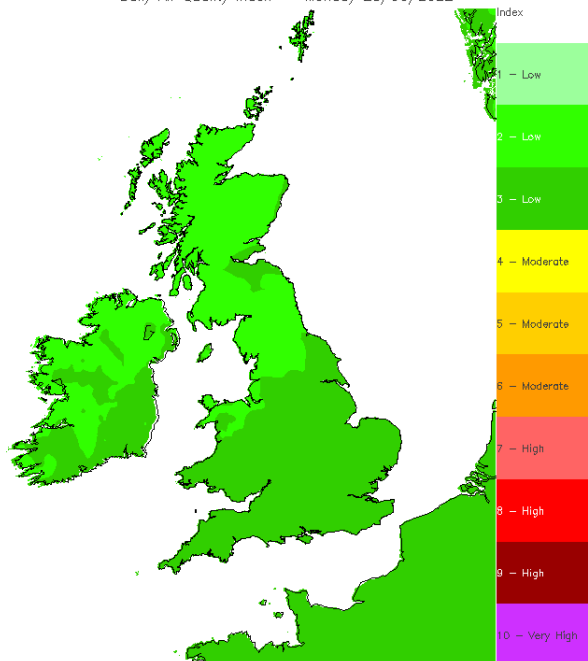 Index
1 - Low
2 - Low
3 - Low
4 - Moderate
5 - Moderate
6 - Moderate
7 - High
8 - High
9 - High
10 - Very High